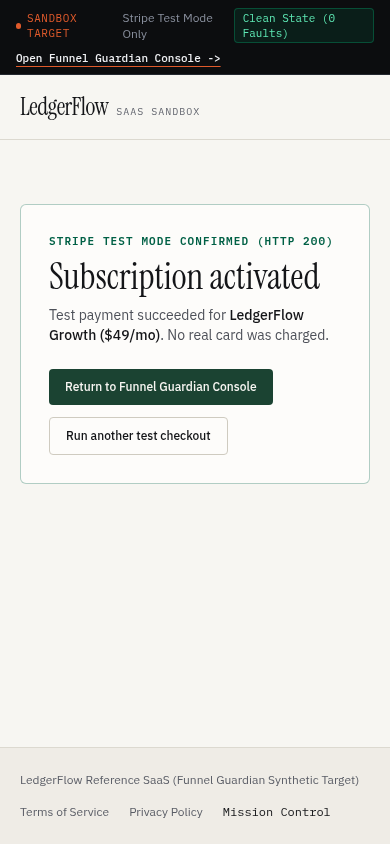 SANDBOX
TARGET
Stripe Test Mode
Only
Clean State (0
Faults)
Open Funnel Guardian Console ->
LedgerFlow SAAS SANDBOX
STRIPE TEST MODE CONFIRMED (HTTP 200)
Subscription activated
Test payment succeeded for LedgerFlow
Growth ($49/mo). No real card was charged.
Return to Funnel Guardian Console
Run another test checkout
LedgerFlow Reference SaaS (Funnel Guardian Synthetic Target)
Terms of Service Privacy Policy Mission Control